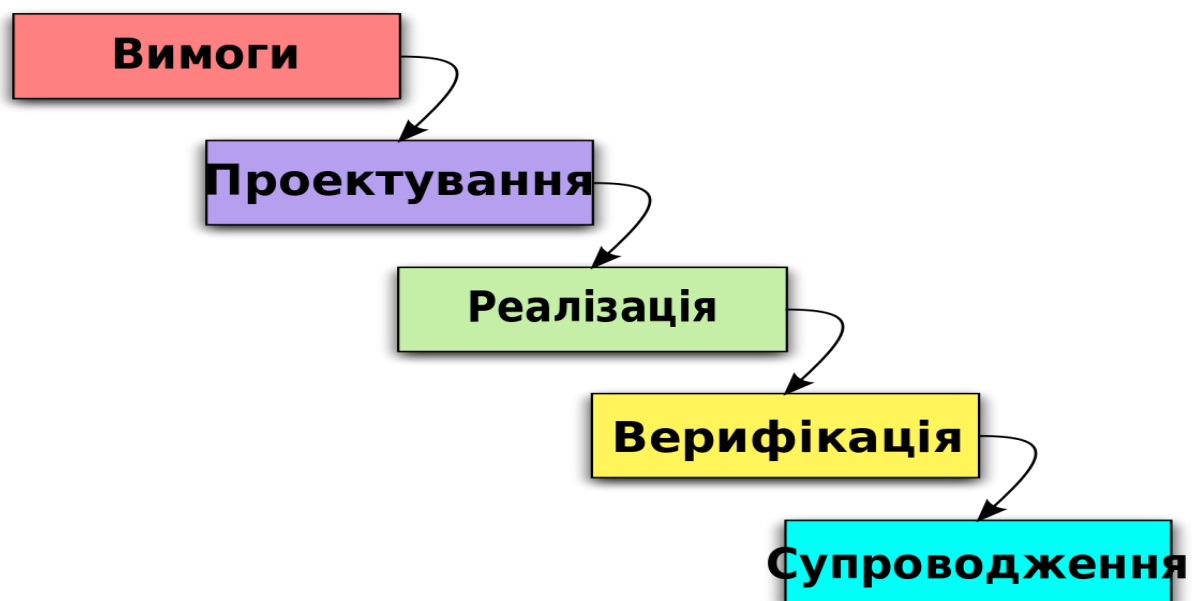 Вимоги
Проектування
Реалізація
Верифікація
Супроводження